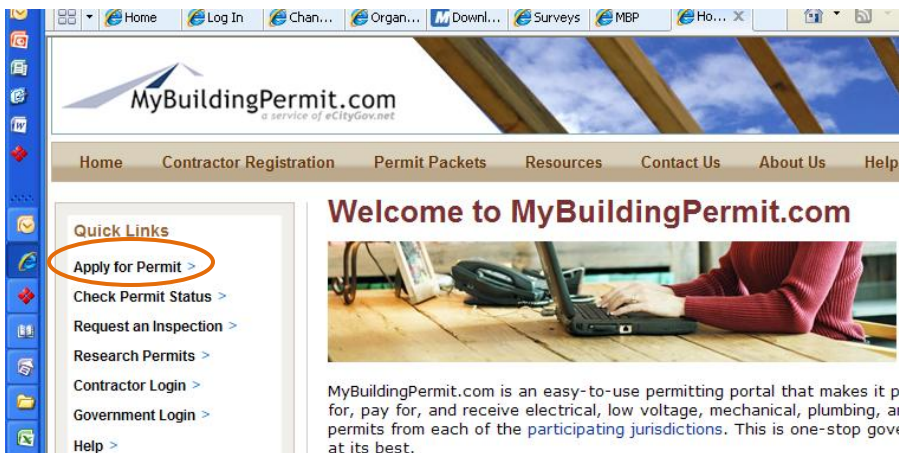 Home Log In Chan... Organ... Downl... Surveys MBP Ho...
MyBuildingPermit.com
a service of eCityGov.net
Home Contractor Registration Permit Packets Resources Contact Us About Us Help
Quick Links
Apply for Permit >
Check Permit Status >
Request an Inspection >
Research Permits >
Contractor Login >
Government Login >
Help >
Welcome to MyBuildingPermit.com
MyBuildingPermit.com is an easy-to-use permitting portal that makes it p
for, pay for, and receive electrical, low voltage, mechanical, plumbing, a
permits from each of the participating jurisdictions. This is one-stop gove
at its best.